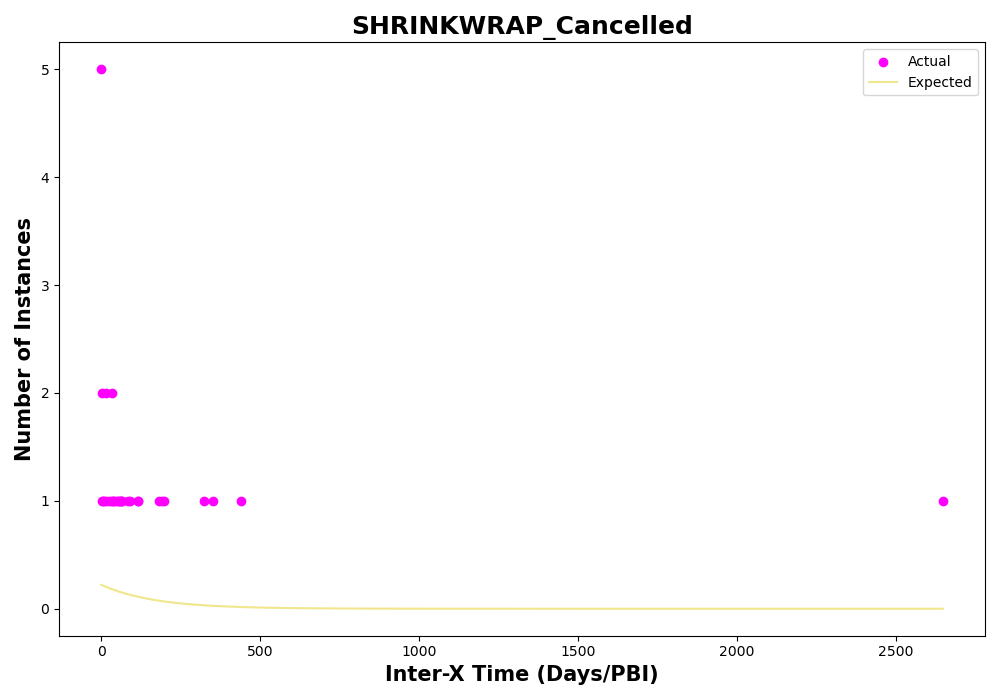 SHRINKWRAP_Cancelled
Actual
Expected
Number of Instances
5
4
3
2
1
0
0
500
1000
1500
2000
2500
Inter-X Time (Days/PBI)